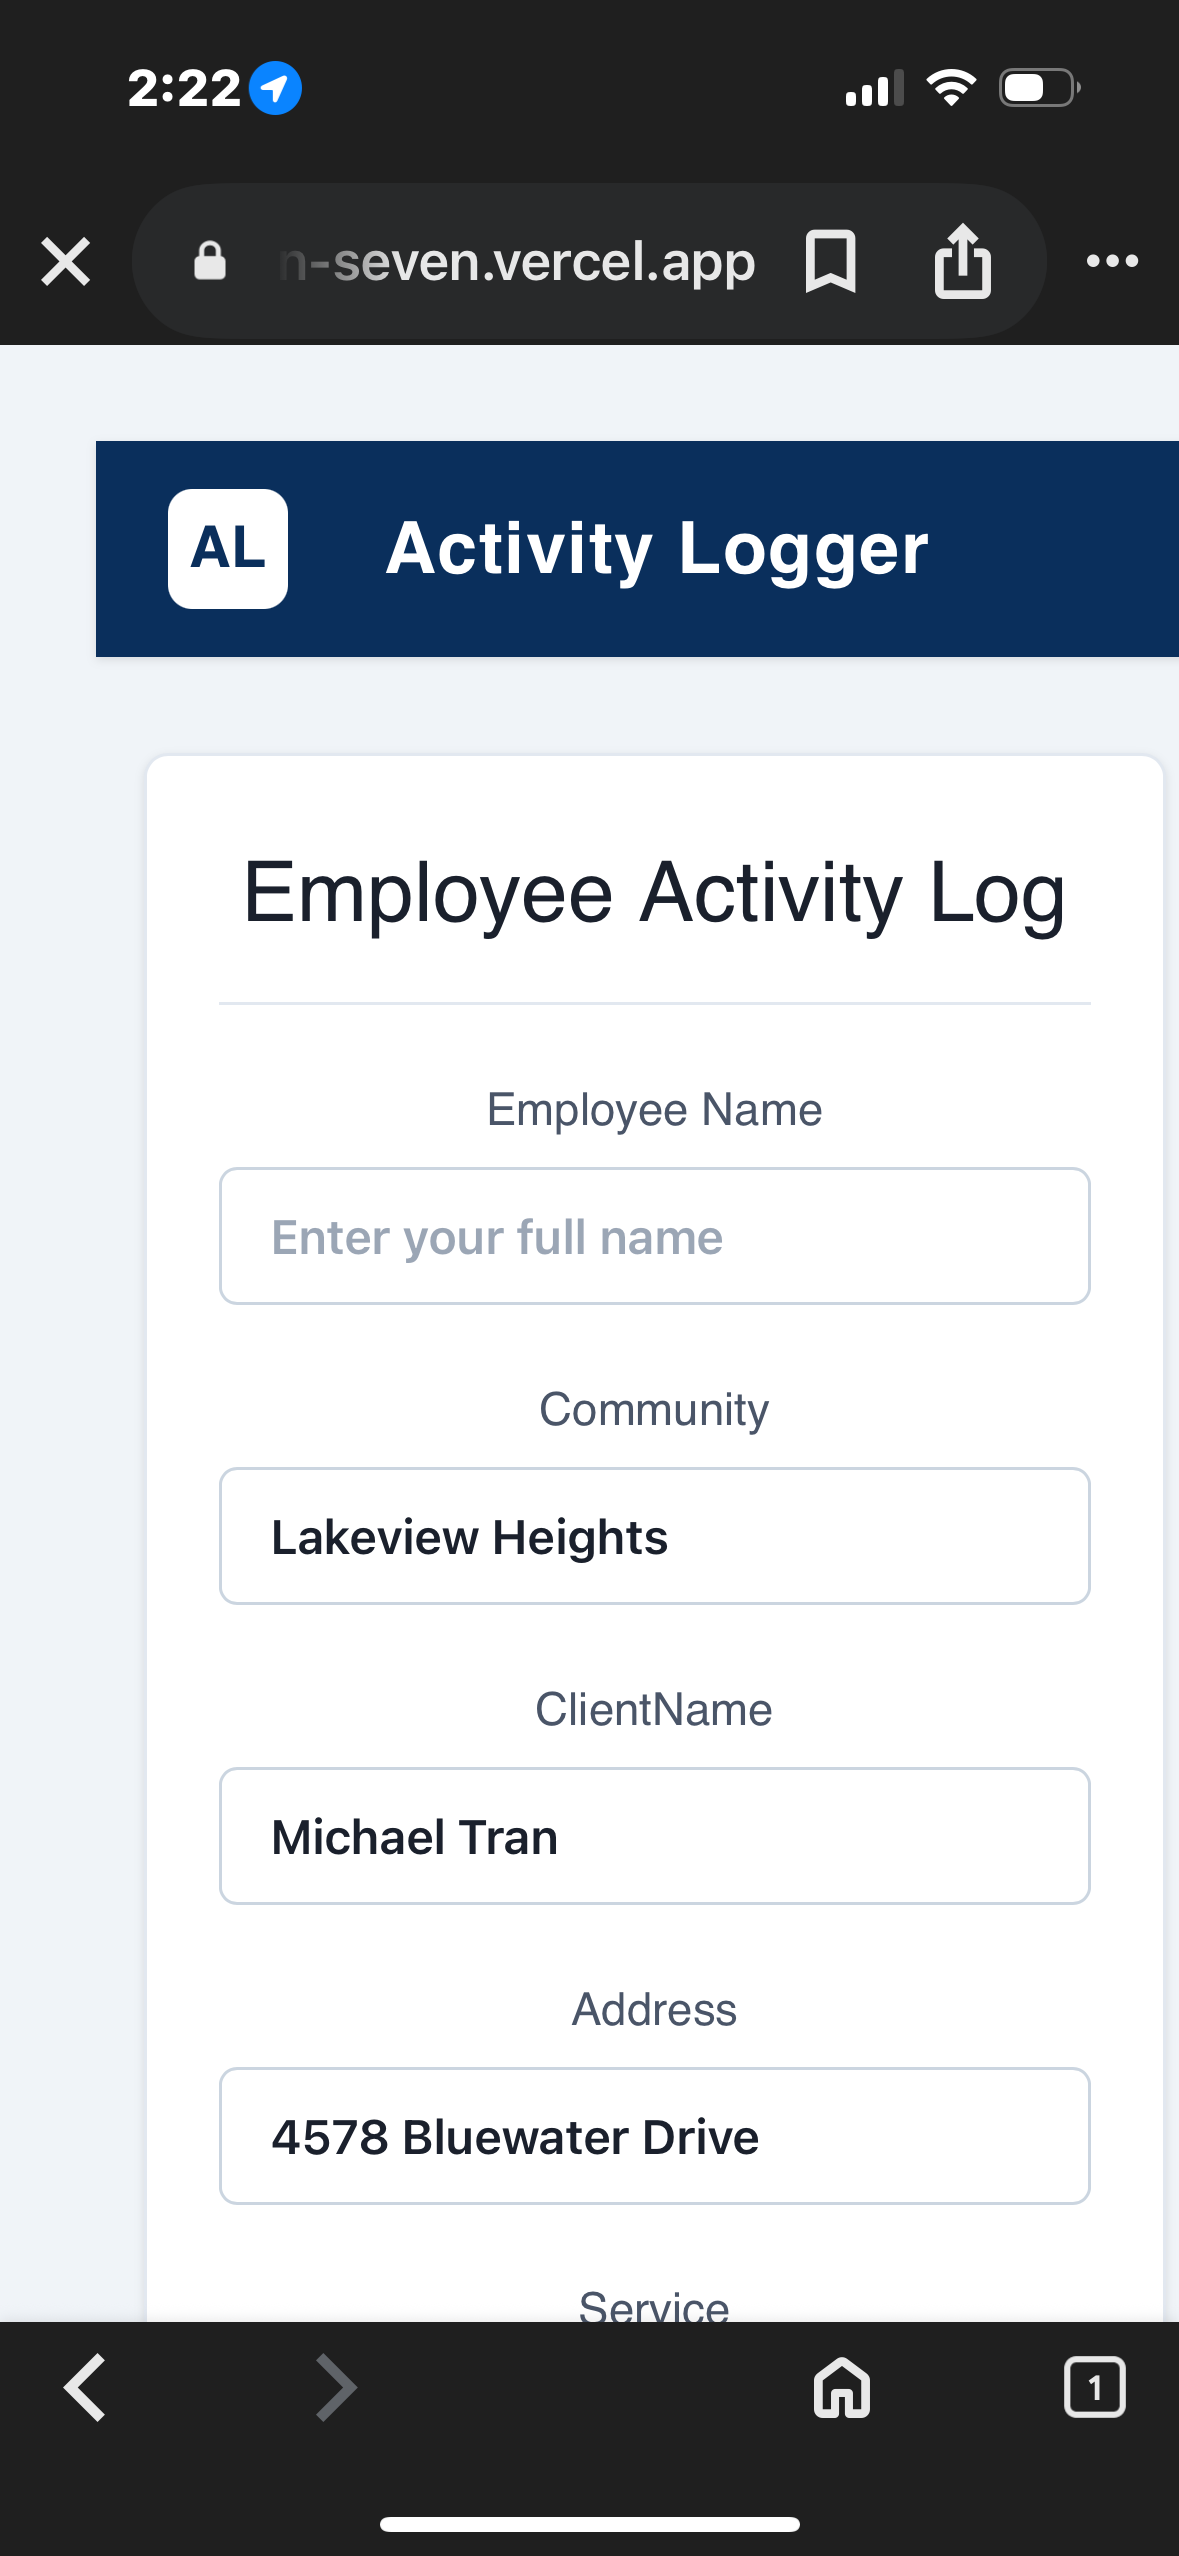 2:22
n-seven.vercel.app
AL
Activity Logger
Employee Activity Log
Employee Name
Enter your full name
Community
Lakeview Heights
ClientName
Michael Tran
Address
4578 Bluewater Drive
Service
1